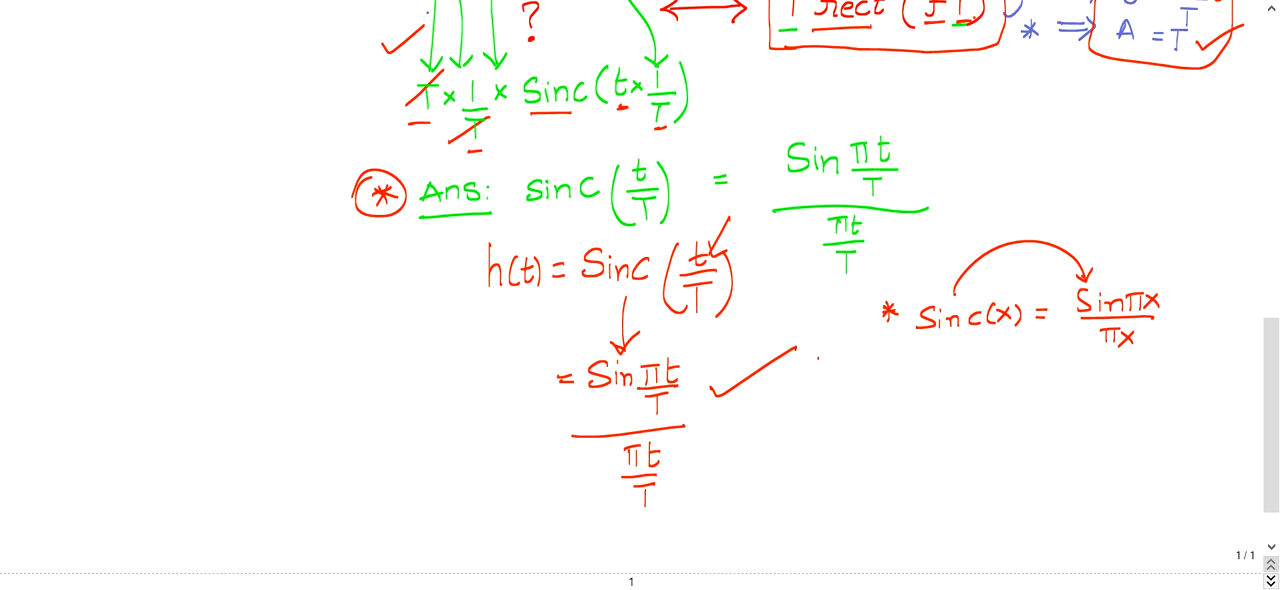 ? T rect (f T) * ⇒ A = T
T × 1/T × Sinc(t × 1/T)
* Ans: sinc(t/T) = Sin πt/T / πt/T
h(t) = Sinc(t/T)
* Sinc(x) = Sinπx / πx
= Sin πt/T / πt/T
1 / 1
1